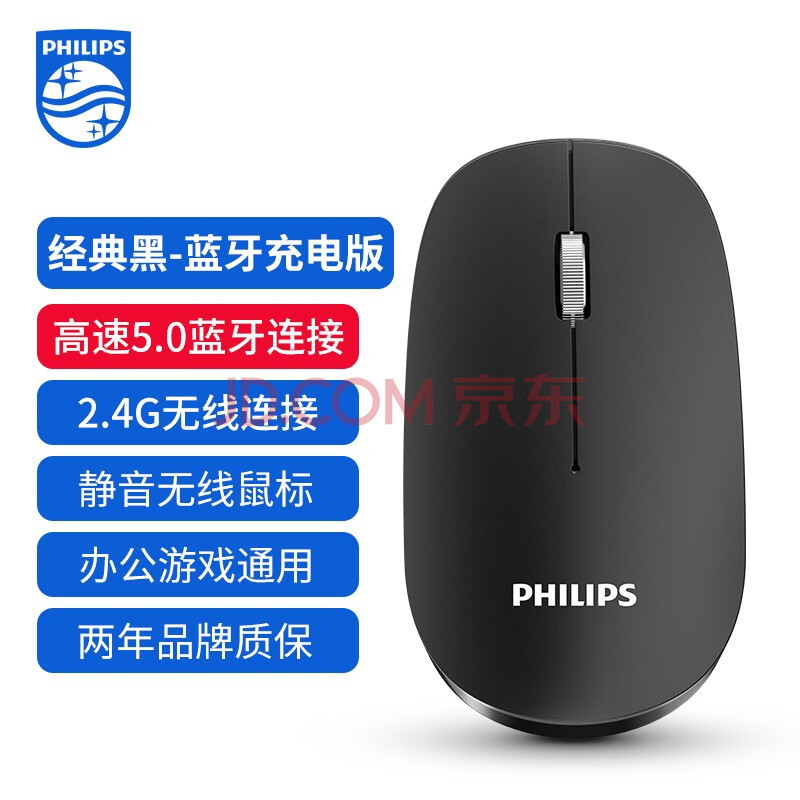 PHILIPS
经典黑-蓝牙充电版
高速5.0蓝牙连接
2.4G无线连接
JD.COM 京东
静音无线鼠标
办公游戏通用
PHILIPS
两年品牌质保